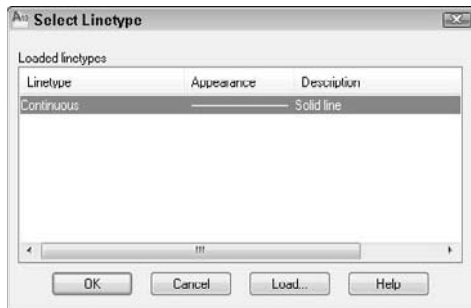 Select Linetype
Loaded linetypes
Linetype Appearance Description
Continuous Solid line
OK Cancel Load... Help